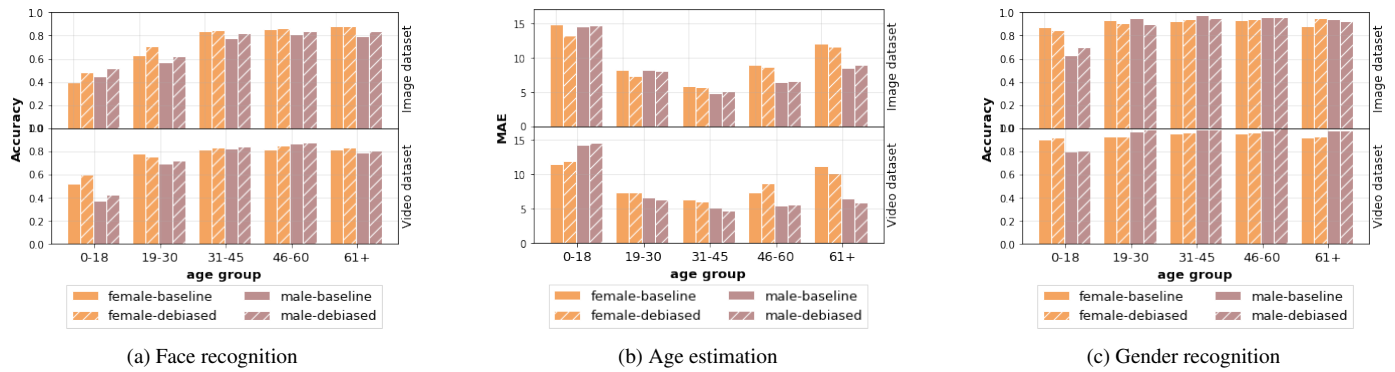 1.0
0.8
0.6
0.4
0.2
1.0
0.8
0.6
0.4
0.2
0.0
Accuracy
Image dataset
Video dataset
0-18 19-30 31-45 46-60 61+
age group
female-baseline male-baseline
female-debiased male-debiased
(a) Face recognition
15
10
5
0
15
10
5
0
MAE
Image dataset
Video dataset
0-18 19-30 31-45 46-60 61+
age group
female-baseline male-baseline
female-debiased male-debiased
(b) Age estimation
1.0
0.8
0.6
0.4
0.2
1.0
0.8
0.6
0.4
0.2
0.0
Accuracy
Image dataset
Video dataset
0-18 19-30 31-45 46-60 61+
age group
female-baseline male-baseline
female-debiased male-debiased
(c) Gender recognition